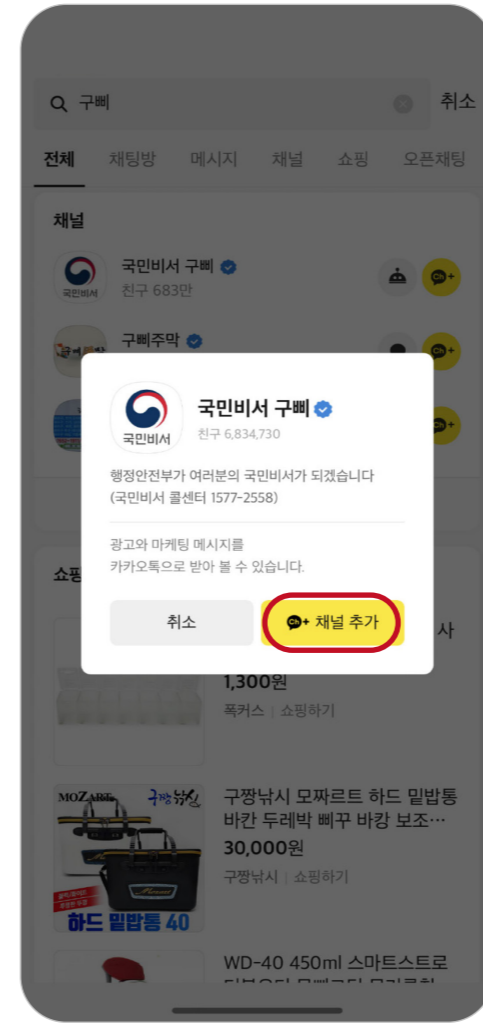 구삐
취소
전체 채팅방 메시지 채널 쇼핑 오픈채팅
채널
국민비서 구삐
국민비서
친구 683만
Ch+
구삐주막
Ch+
국민비서 구삐
국민비서
친구 6,834,730
행정안전부가 여러분의 국민비서가 되겠습니다
(국민비서 콜센터 1577-2558)
광고와 마케팅 메시지를
카카오톡으로 받아 볼 수 있습니다.
취소
Ch+ 채널 추가
사
1,300원
폭커스 | 쇼핑하기
MOZART 구짱낚시
구짱낚시 모짜르트 하드 밑밥통
바칸 두레박 삐꾸 바캉 보조…
30,000원
구짱낚시 | 쇼핑하기
하드 밑밥통 40
WD-40 450ml 스마트스트로